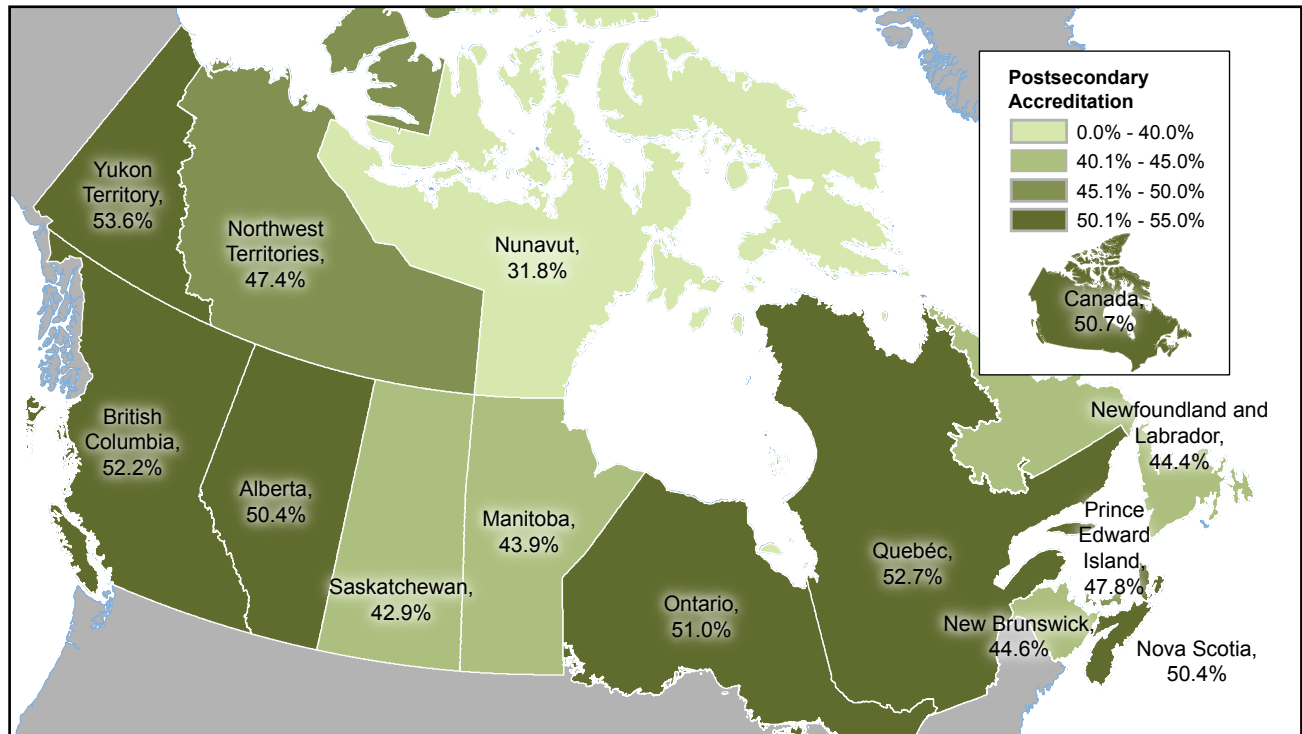 Postsecondary
Accreditation
0.0% - 40.0%
40.1% - 45.0%
45.1% - 50.0%
50.1% - 55.0%
Canada,
50.7%
Yukon
Territory,
53.6%
Northwest
Territories,
47.4%
Nunavut,
31.8%
British
Columbia,
52.2%
Alberta,
50.4%
Saskatchewan,
42.9%
Manitoba,
43.9%
Ontario,
51.0%
Quebéc,
52.7%
Newfoundland and
Labrador,
44.4%
Prince
Edward
Island,
47.8%
New Brunswick,
44.6%
Nova Scotia,
50.4%